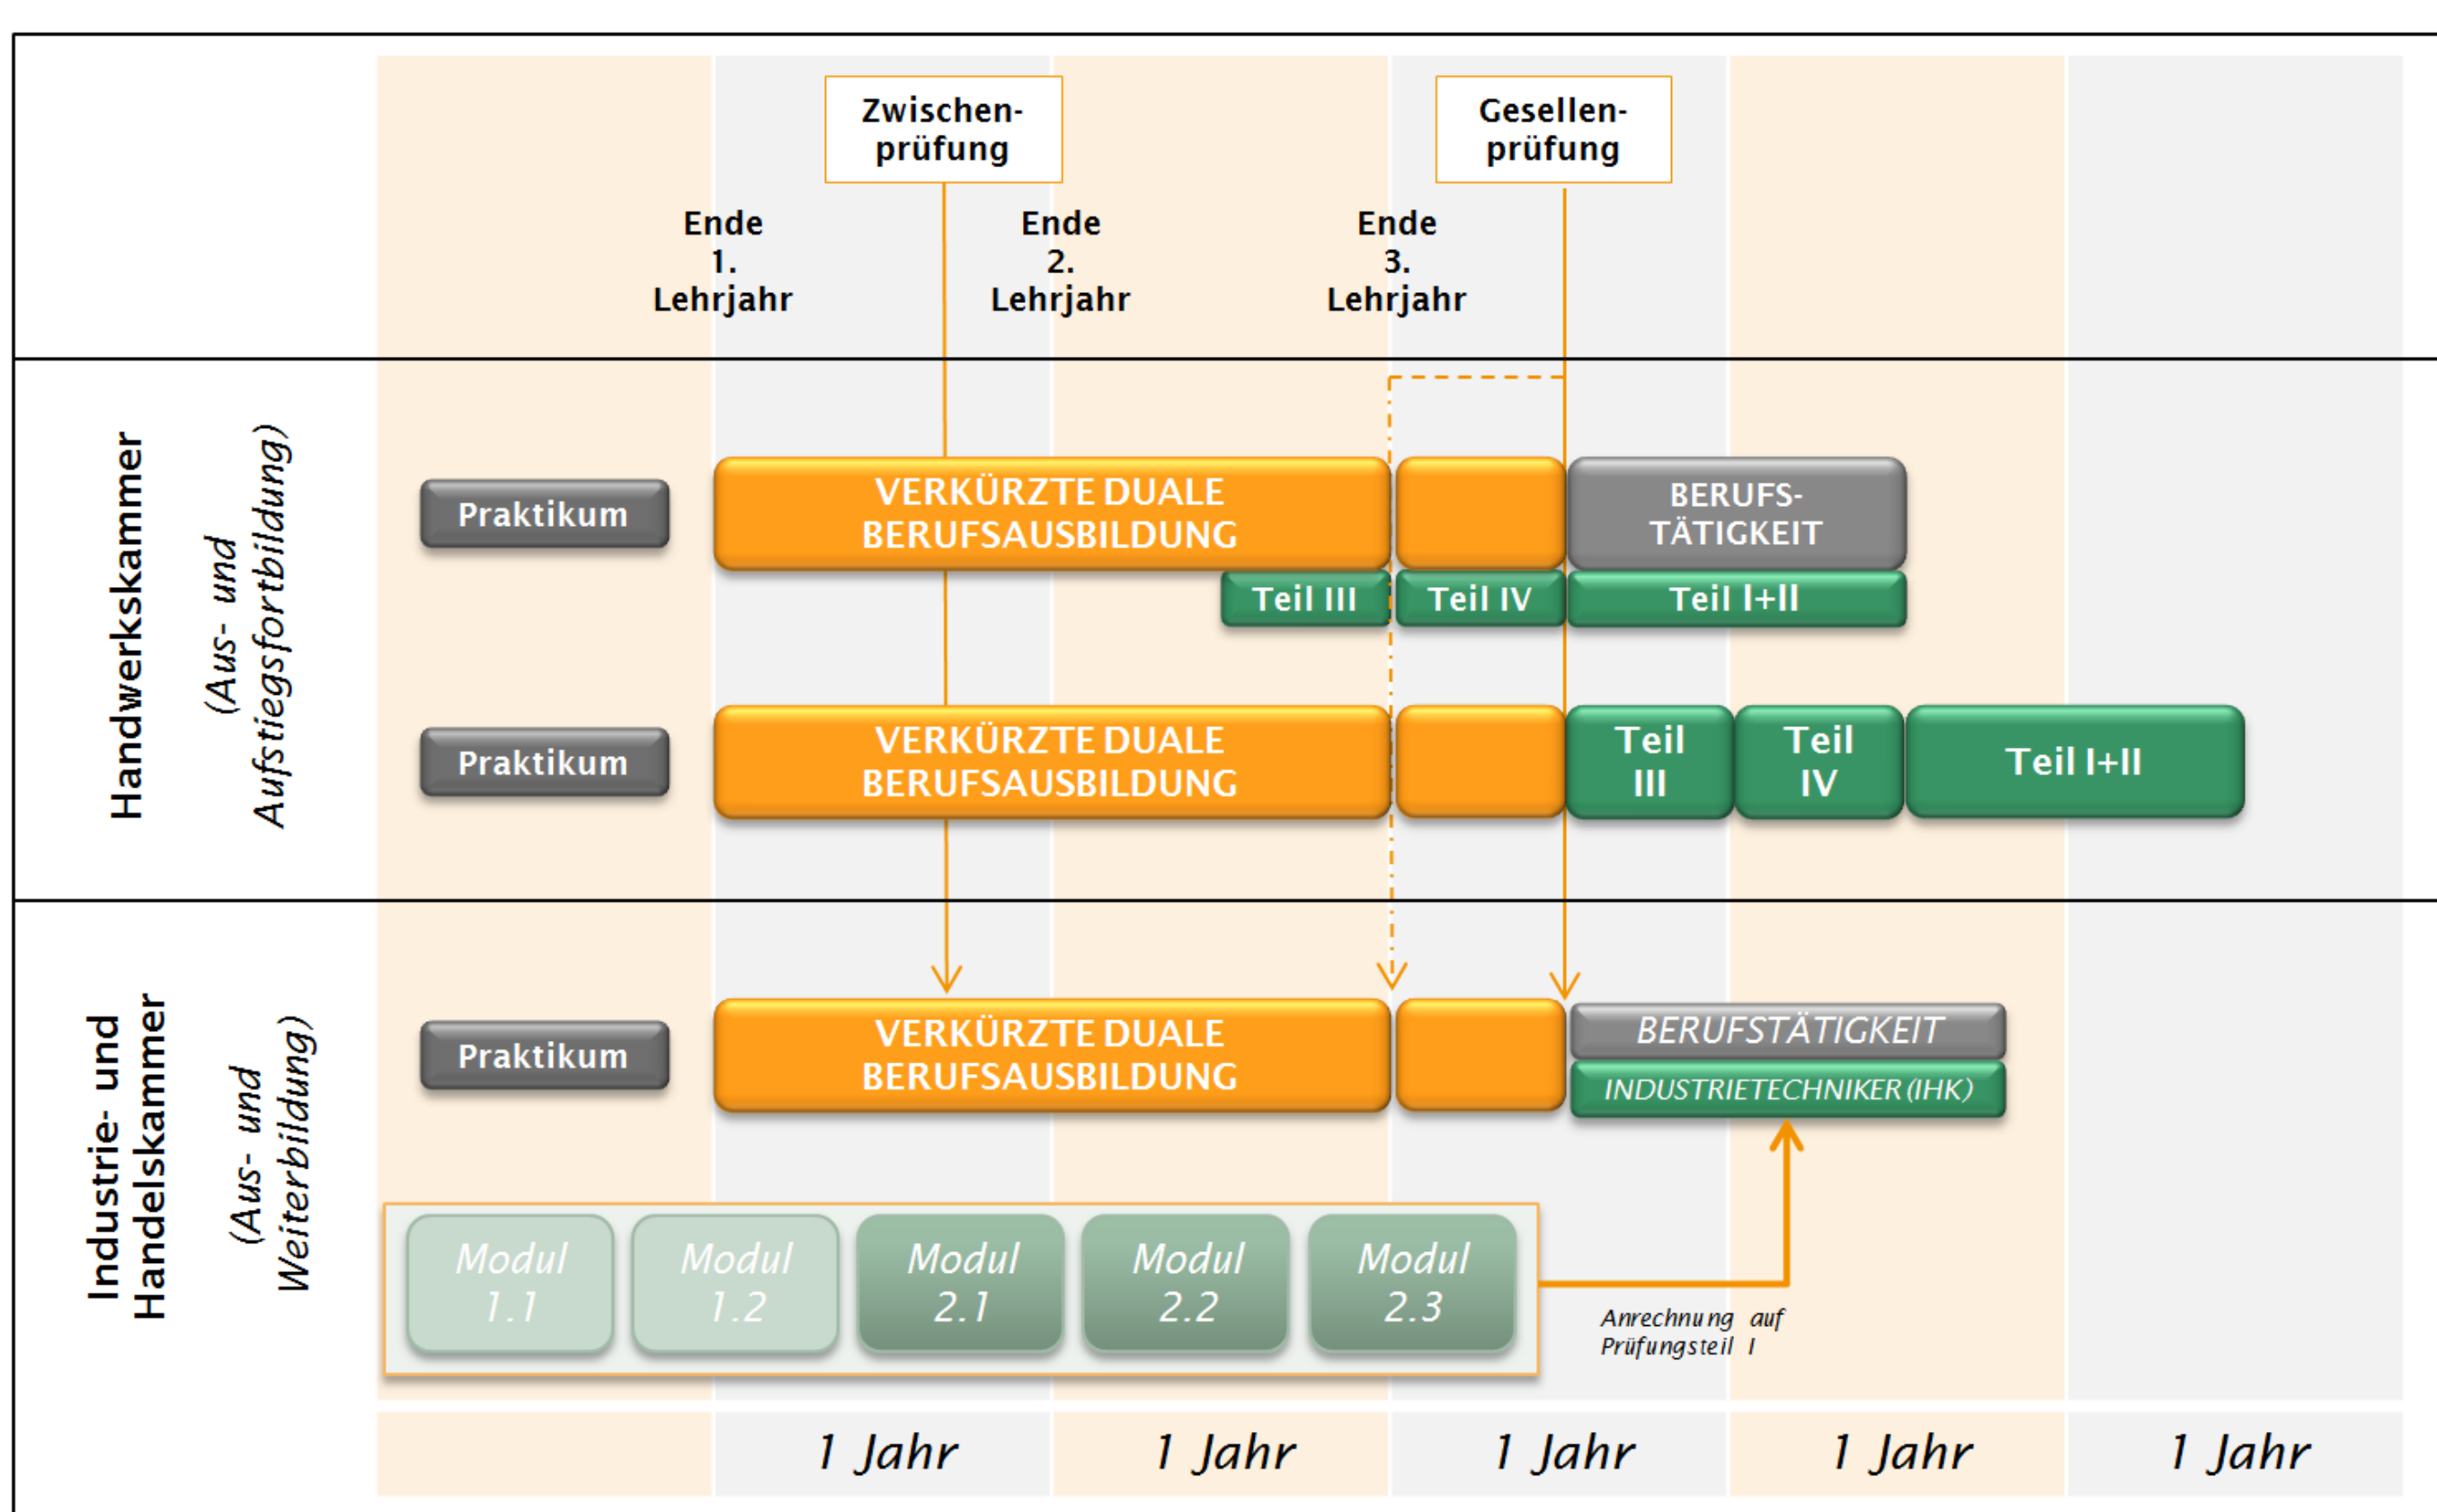 Zwischen-
prüfung
Gesellen-
prüfung
Ende
1.
Lehrjahr
Ende
2.
Lehrjahr
Ende
3.
Lehrjahr
Handwerkskammer
(Aus- und
Aufstiegsfortbildung)
Praktikum
VERKÜRZTE DUALE
BERUFSAUSBILDUNG
BERUFS-
TÄTIGKEIT
Teil III
Teil IV
Teil I+II
Praktikum
VERKÜRZTE DUALE
BERUFSAUSBILDUNG
Teil
III
Teil
IV
Teil I+II
Industrie- und
Handelskammer
(Aus- und
Weiterbildung)
Praktikum
VERKÜRZTE DUALE
BERUFSAUSBILDUNG
BERUFSTÄTIGKEIT
INDUSTRIETECHNIKER (IHK)
Modul
1.1
Modul
1.2
Modul
2.1
Modul
2.2
Modul
2.3
Anrechnung auf
Prüfungsteil I
1 Jahr
1 Jahr
1 Jahr
1 Jahr
1 Jahr